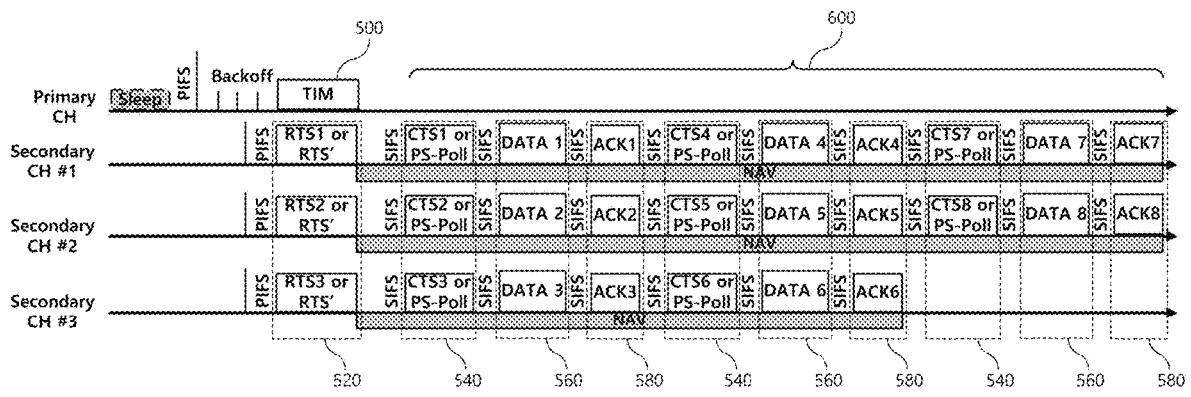 500
600
PIFS
Backoff
Sleep
TIM
Primary
CH
PIFS
RTS1 or
RTS'
SIFS
CTS1 or
PS-Poll
SIFS
DATA 1
SIFS
ACK1
SIFS
CTS4 or
PS-Poll
SIFS
DATA 4
SIFS
ACK4
SIFS
CTS7 or
PS-Poll
SIFS
DATA 7
SIFS
ACK7
Secondary
CH #1
NAV
PIFS
RTS2 or
RTS'
SIFS
CTS2 or
PS-Poll
SIFS
DATA 2
SIFS
ACK2
SIFS
CTS5 or
PS-Poll
SIFS
DATA 5
SIFS
ACK5
SIFS
CTS8 or
PS-Poll
SIFS
DATA 8
SIFS
ACK8
Secondary
CH #2
NAV
PIFS
RTS3 or
RTS'
SIFS
CTS3 or
PS-Poll
SIFS
DATA 3
SIFS
ACK3
SIFS
CTS6 or
PS-Poll
SIFS
DATA 6
SIFS
ACK6
Secondary
CH #3
NAV
520
540
560
580
540
560
580
540
560
580